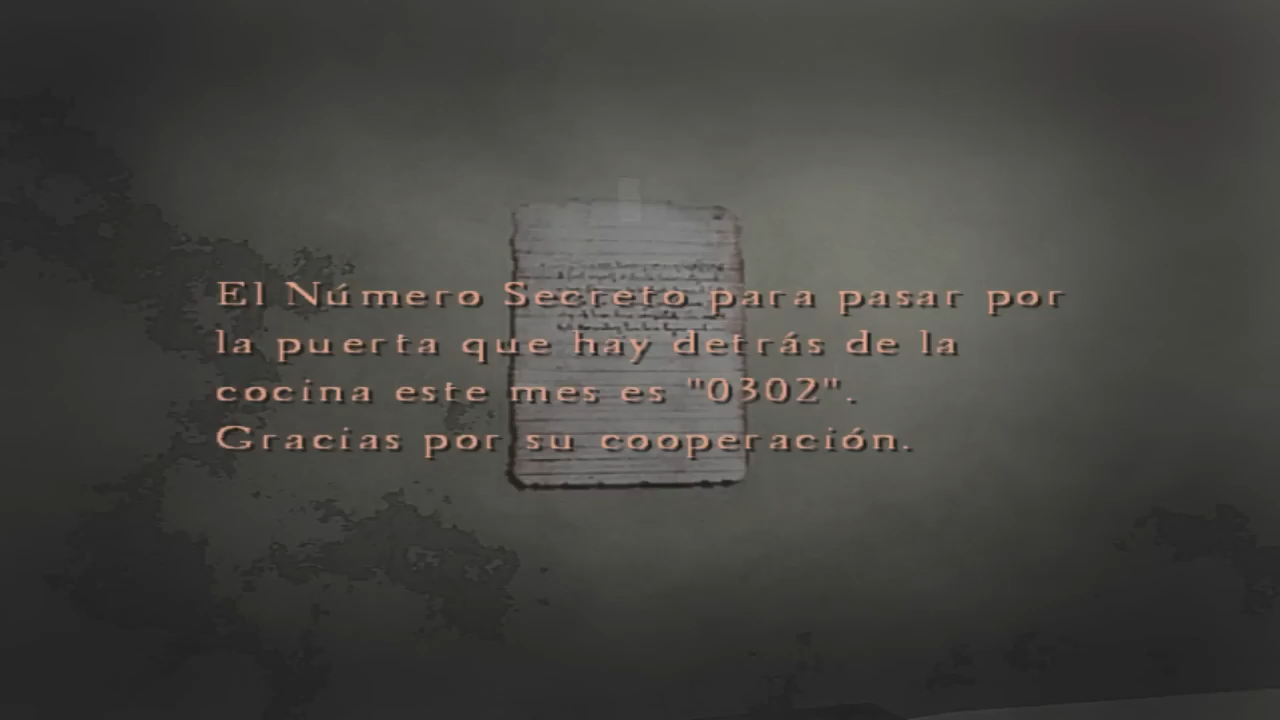 El Número Secreto para pasar por
la puerta que hay detrás de la
cocina este mes es "0302".
Gracias por su cooperación.